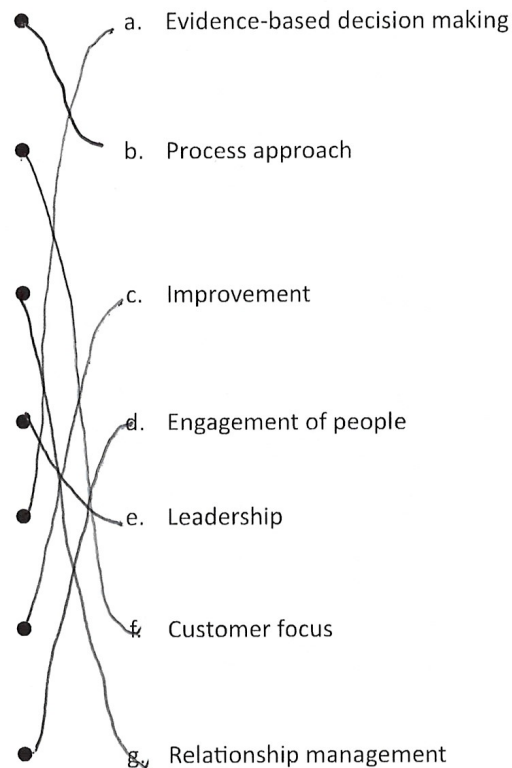 a. Evidence-based decision making
b. Process approach
c. Improvement
d. Engagement of people
e. Leadership
f. Customer focus
g. Relationship management